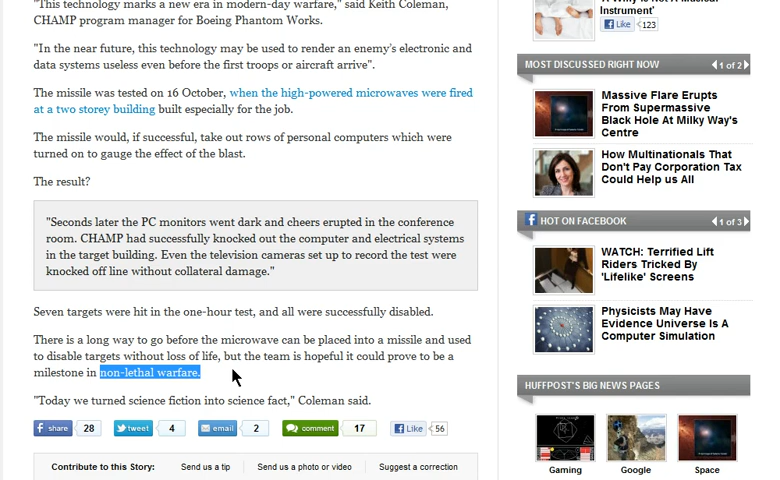 "This technology marks a new era in modern-day warfare," said Keith Coleman,
CHAMP program manager for Boeing Phantom Works.
"In the near future, this technology may be used to render an enemy's electronic and
data systems useless even before the first troops or aircraft arrive".
The missile was tested on 16 October, when the high-powered microwaves were fired
at a two storey building built especially for the job.
The missile would, if successful, take out rows of personal computers which were
turned on to gauge the effect of the blast.
The result?
"Seconds later the PC monitors went dark and cheers erupted in the conference
room. CHAMP had successfully knocked out the computer and electrical systems
in the target building. Even the television cameras set up to record the test were
knocked off line without collateral damage."
Seven targets were hit in the one-hour test, and all were successfully disabled.
There is a long way to go before the microwave can be placed into a missile and used
to disable targets without loss of life, but the team is hopeful it could prove to be a
milestone in non-lethal warfare.
"Today we turned science fiction into science fact," Coleman said.
f share 28 tweet 4 email 2 comment 17 Like 56
Contribute to this Story: Send us a tip Send us a photo or video Suggest a correction
Instrument'
f Like 123
MOST DISCUSSED RIGHT NOW 1 of 2
Massive Flare Erupts
From Supermassive
Black Hole At Milky Way's
Centre
How Multinationals That
Don't Pay Corporation Tax
Could Help us All
f HOT ON FACEBOOK 1 of 3
WATCH: Terrified Lift
Riders Tricked By
'Lifelike' Screens
Physicists May Have
Evidence Universe Is A
Computer Simulation
HUFFPOST'S BIG NEWS PAGES
Gaming Google Space